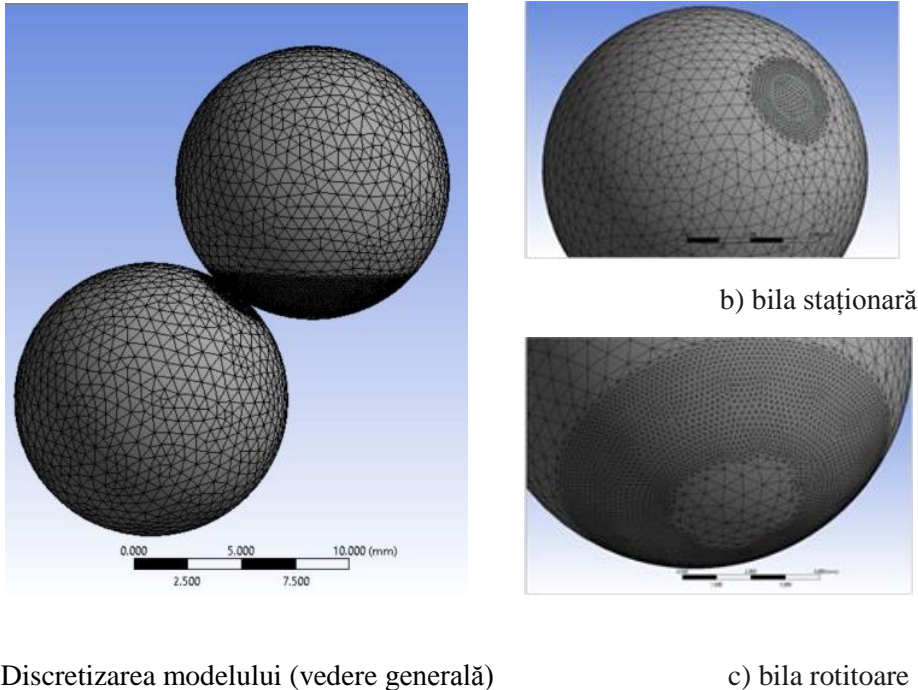 0.000 5.000 10.000 (mm)
2.500 7.500
b) bila staționară
Discretizarea modelului (vedere generală)
c) bila rotitoare